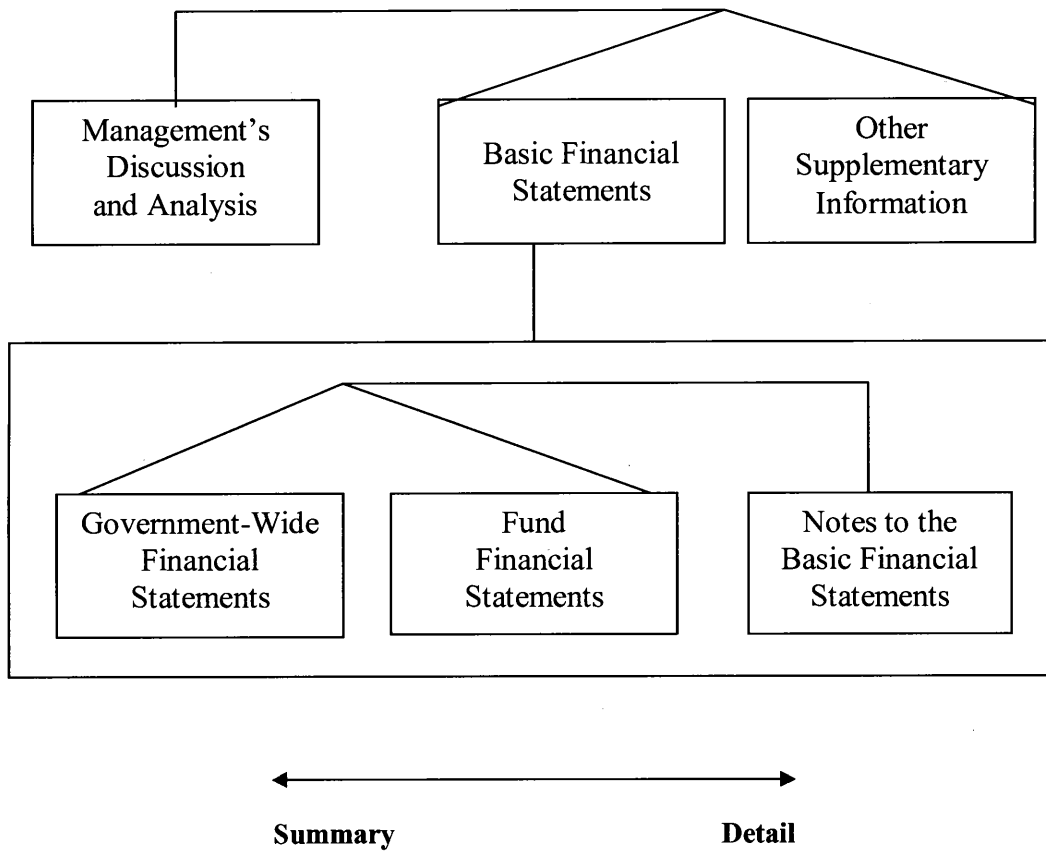 Management's
Discussion
and Analysis
Basic Financial
Statements
Other
Supplementary
Information
Government-Wide
Financial
Statements
Fund
Financial
Statements
Notes to the
Basic Financial
Statements
Summary
Detail